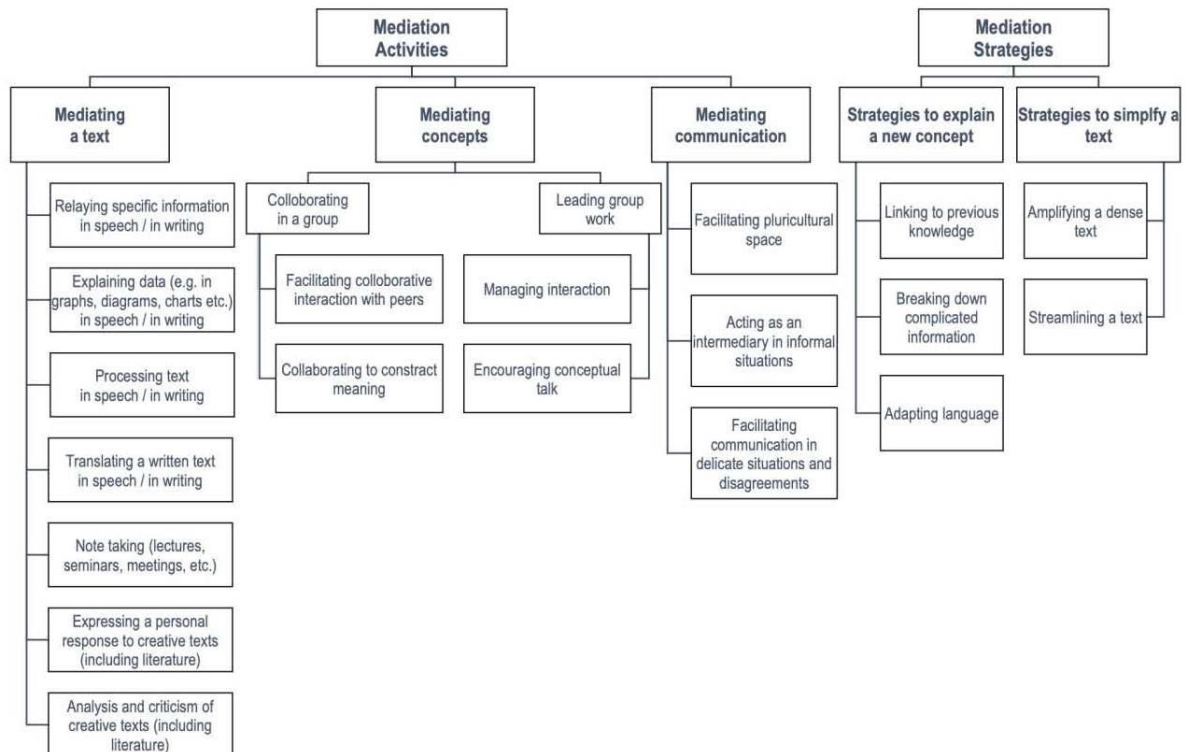 Mediation
Activities
Mediation
Strategies
Mediating
a text
Mediating
concepts
Mediating
communication
Strategies to explain
a new concept
Strategies to simplfy a
text
Relaying specific information
in speech / in writing
Explaining data (e.g. in
graphs, diagrams, charts etc.)
in speech / in writing
Processing text
in speech / in writing
Translating a written text
in speech / in writing
Note taking (lectures,
seminars, meetings, etc.)
Expressing a personal
response to creative texts
(including literature)
Analysis and criticism of
creative texts (including
literature)
Colloborating
in a group
Facilitating colloborative
interaction with peers
Collaborating to constract
meaning
Leading group
work
Managing interaction
Encouraging conceptual
talk
Facilitating pluricultural
space
Acting as an
intermediary in informal
situations
Facilitating
communication in
delicate situations and
disagreements
Linking to previous
knowledge
Breaking down
complicated
information
Adapting language
Amplifying a dense
text
Streamlining a text